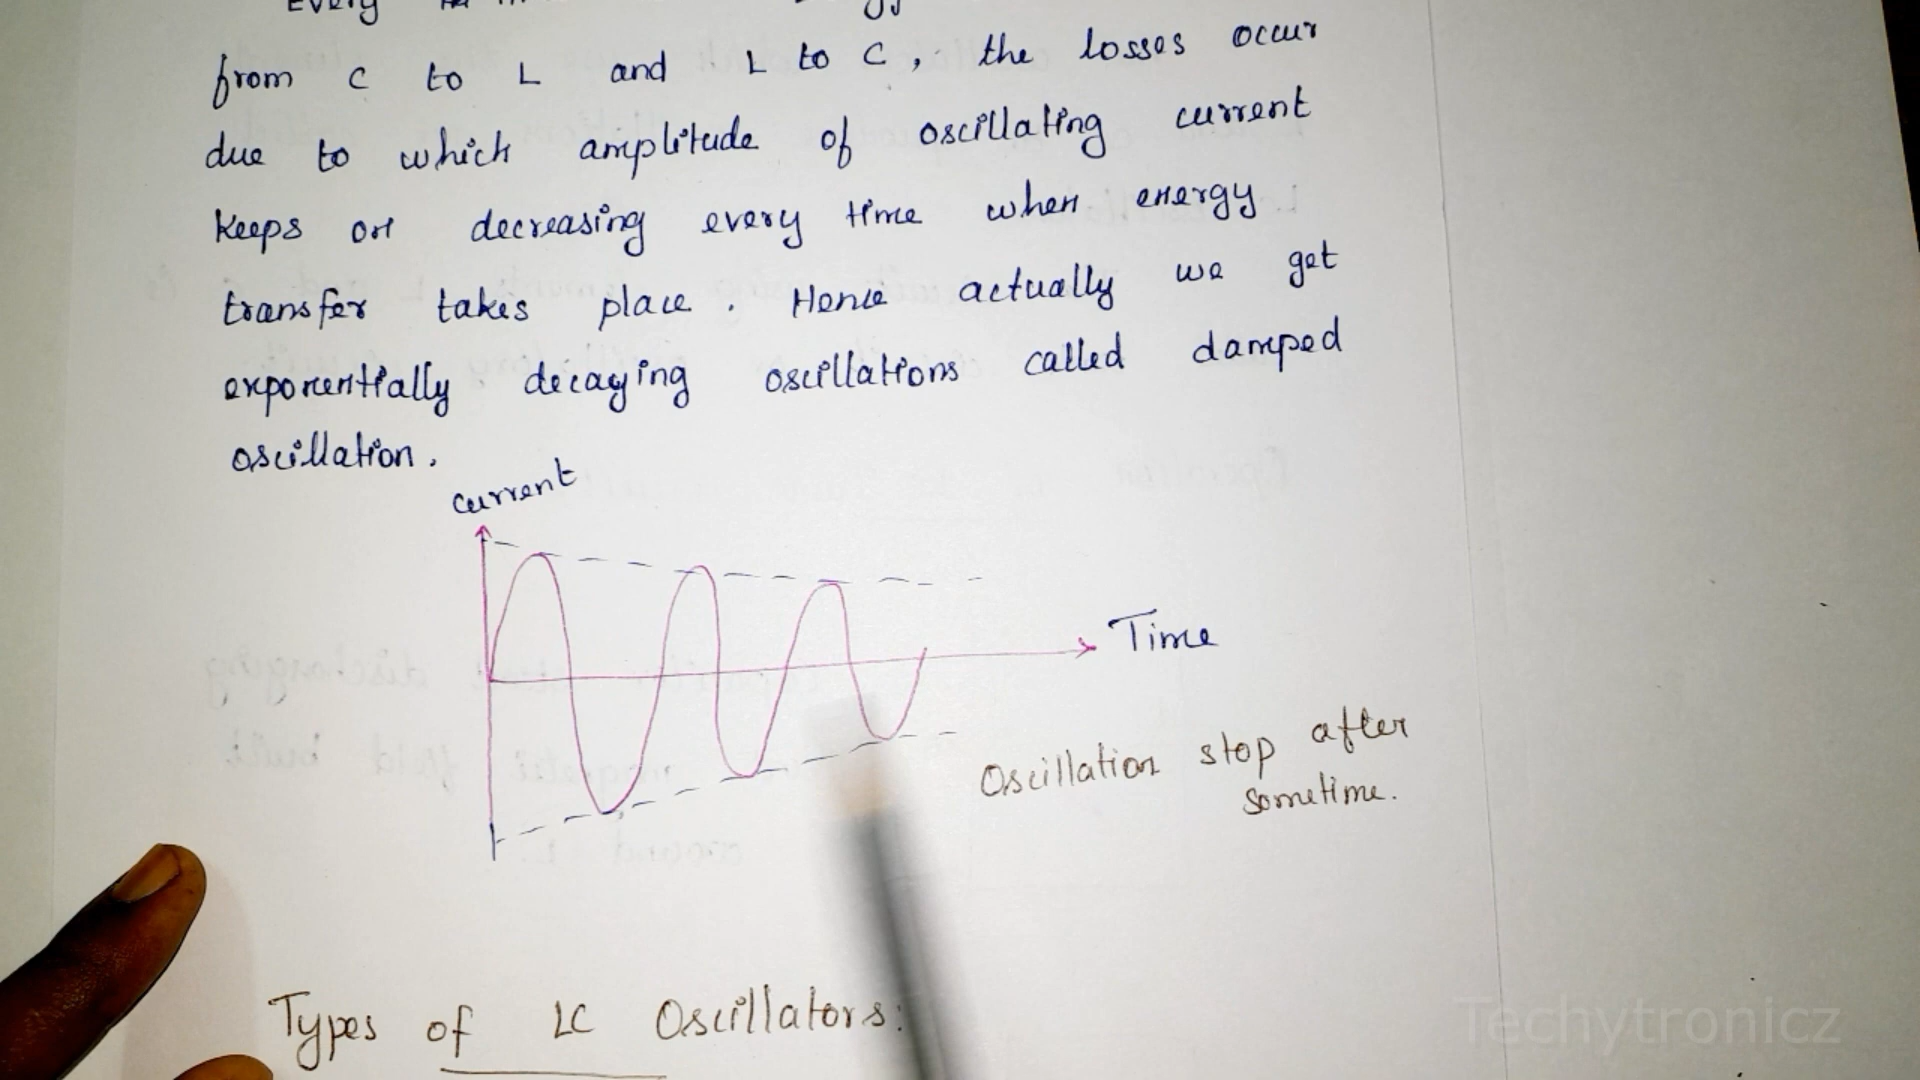 Every
from C to L and L to C, the losses occur
due to which amplitude of oscillating current
keeps on decreasing every time when energy
transfer takes place. Hence actually we get
exponentially decaying oscillations called damped
oscillation.
current
Time
Oscillation stop after
sometime.
Types of LC Oscillators:
Techytronicz